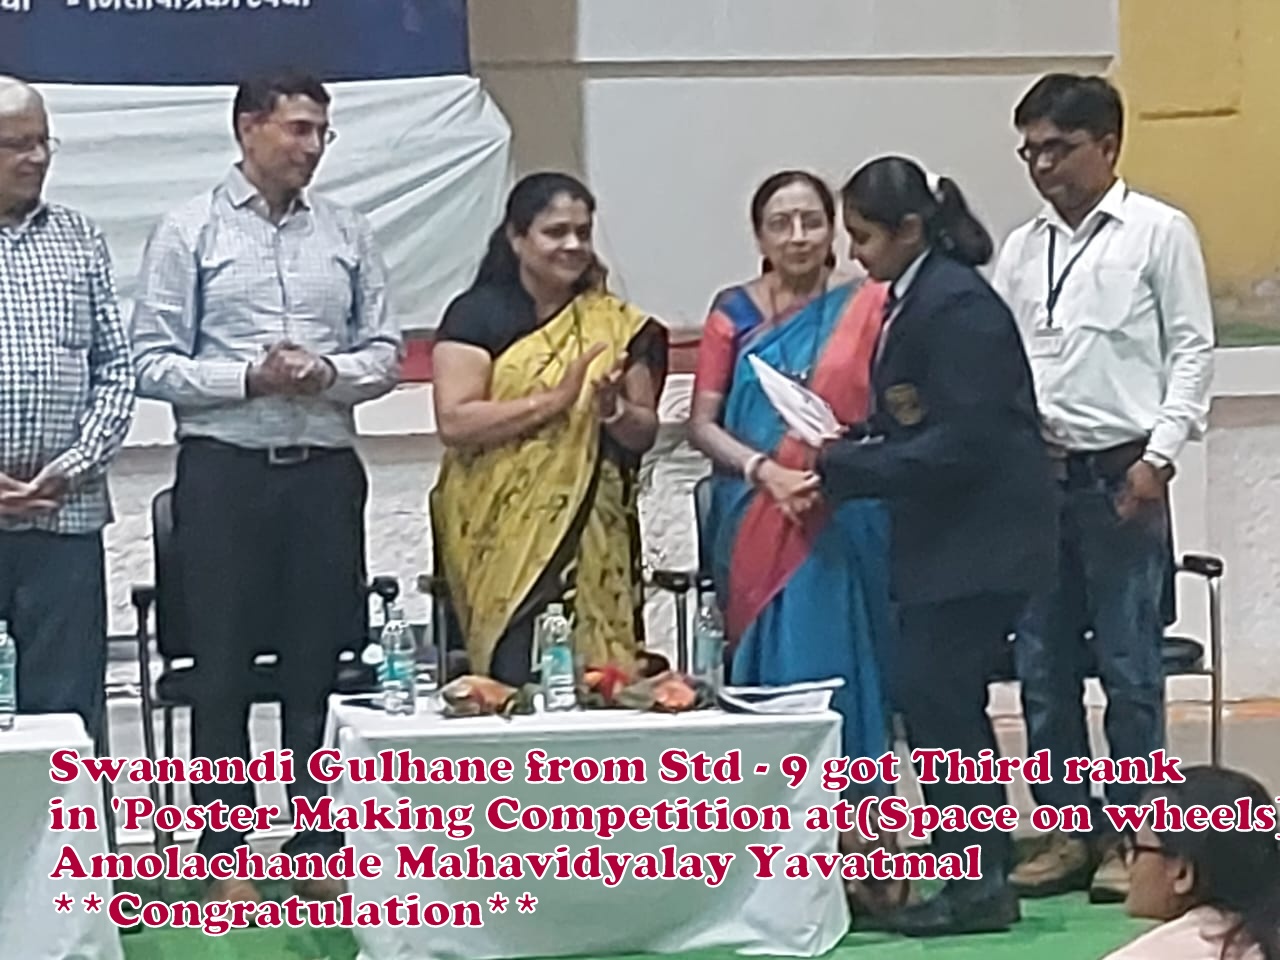 Swanandi Gulhane from Std - 9 got Third rank
in 'Poster Making Competition at(Space on wheels)
Amolachande Mahavidyalay Yavatmal
**Congratulation**